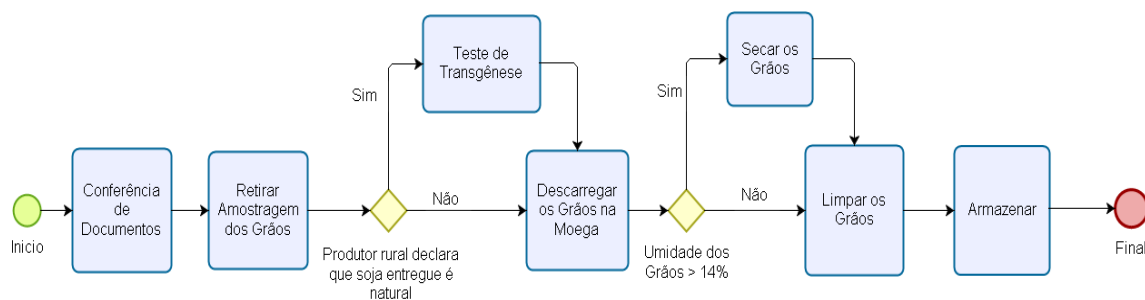 Inicio
Conferência
de
Documentos
Retirar
Amostragem
dos Grãos
Produtor rural declara
que soja entregue é
natural
Sim
Teste de
Transgênese
Não
Descarregar
os Grãos na
Moega
Umidade dos
Grãos > 14%
Sim
Secar os
Grãos
Não
Limpar os
Grãos
Armazenar
Final